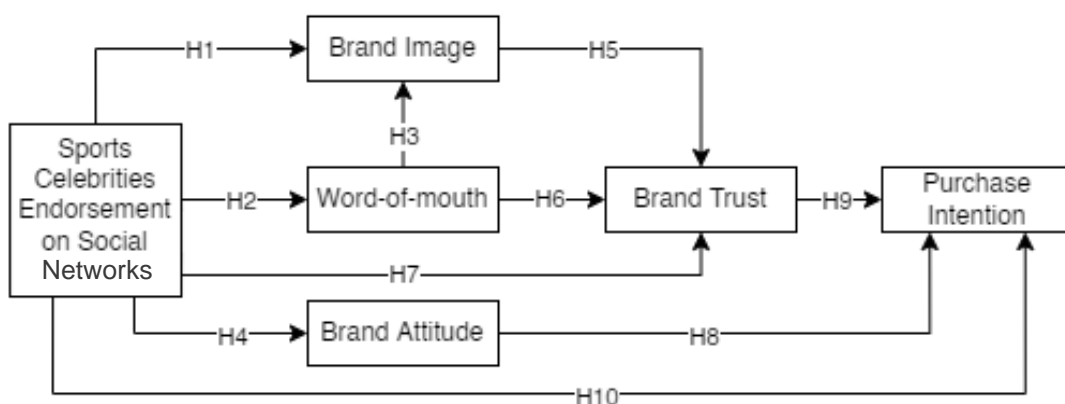 H1
Brand Image
H5
H3
Sports
Celebrities
Endorsement
on Social
Networks
H2
Word-of-mouth
H6
Brand Trust
H9
Purchase
Intention
H7
H4
Brand Attitude
H8
H10